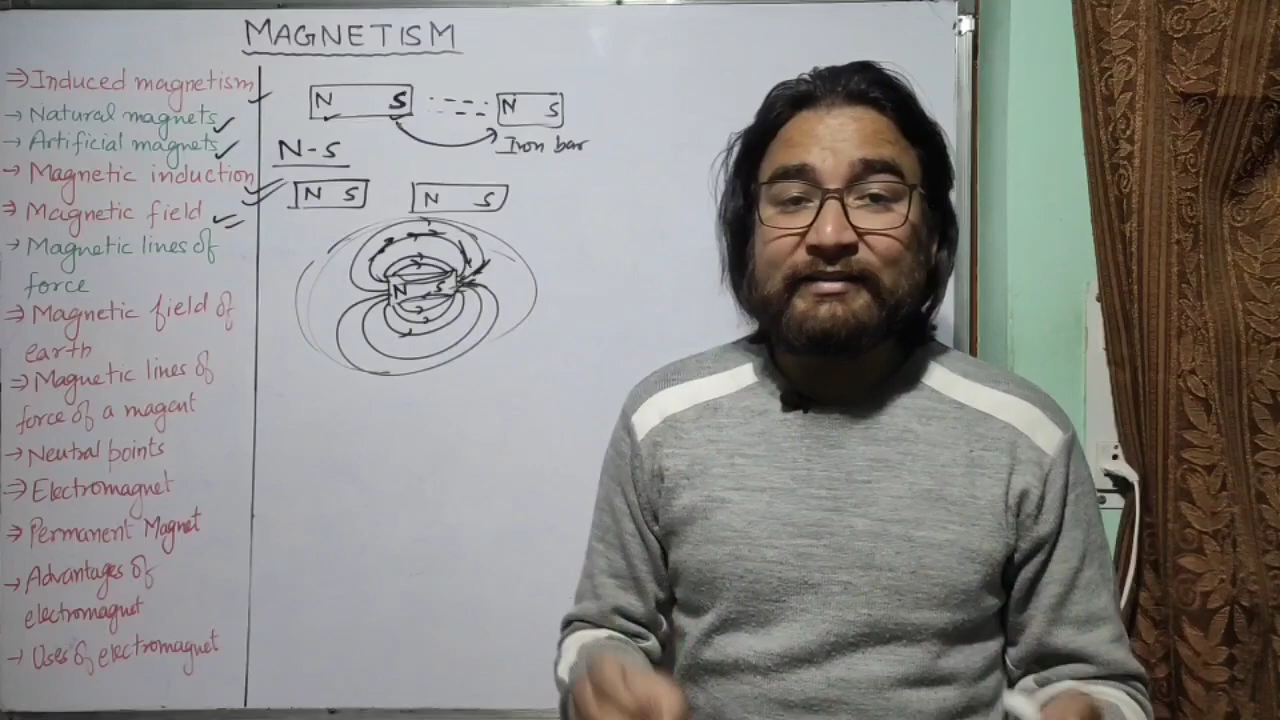 MAGNETISM
⇒ Induced magnetism
→ Natural magnets
→ Artificial magnets
→ Magnetic induction
⇒ Magnetic field
→ Magnetic lines of
force
⇒ Magnetic field of
earth
⇒ Magnetic lines of
force of a magent
→ Neutral points
⇒ Electromagnet
⇒ Permanent Magnet
→ Advantages of
electromagnet
→ Uses of electromagnet
N S N S
Iron bar
N-S
N S N S
N S